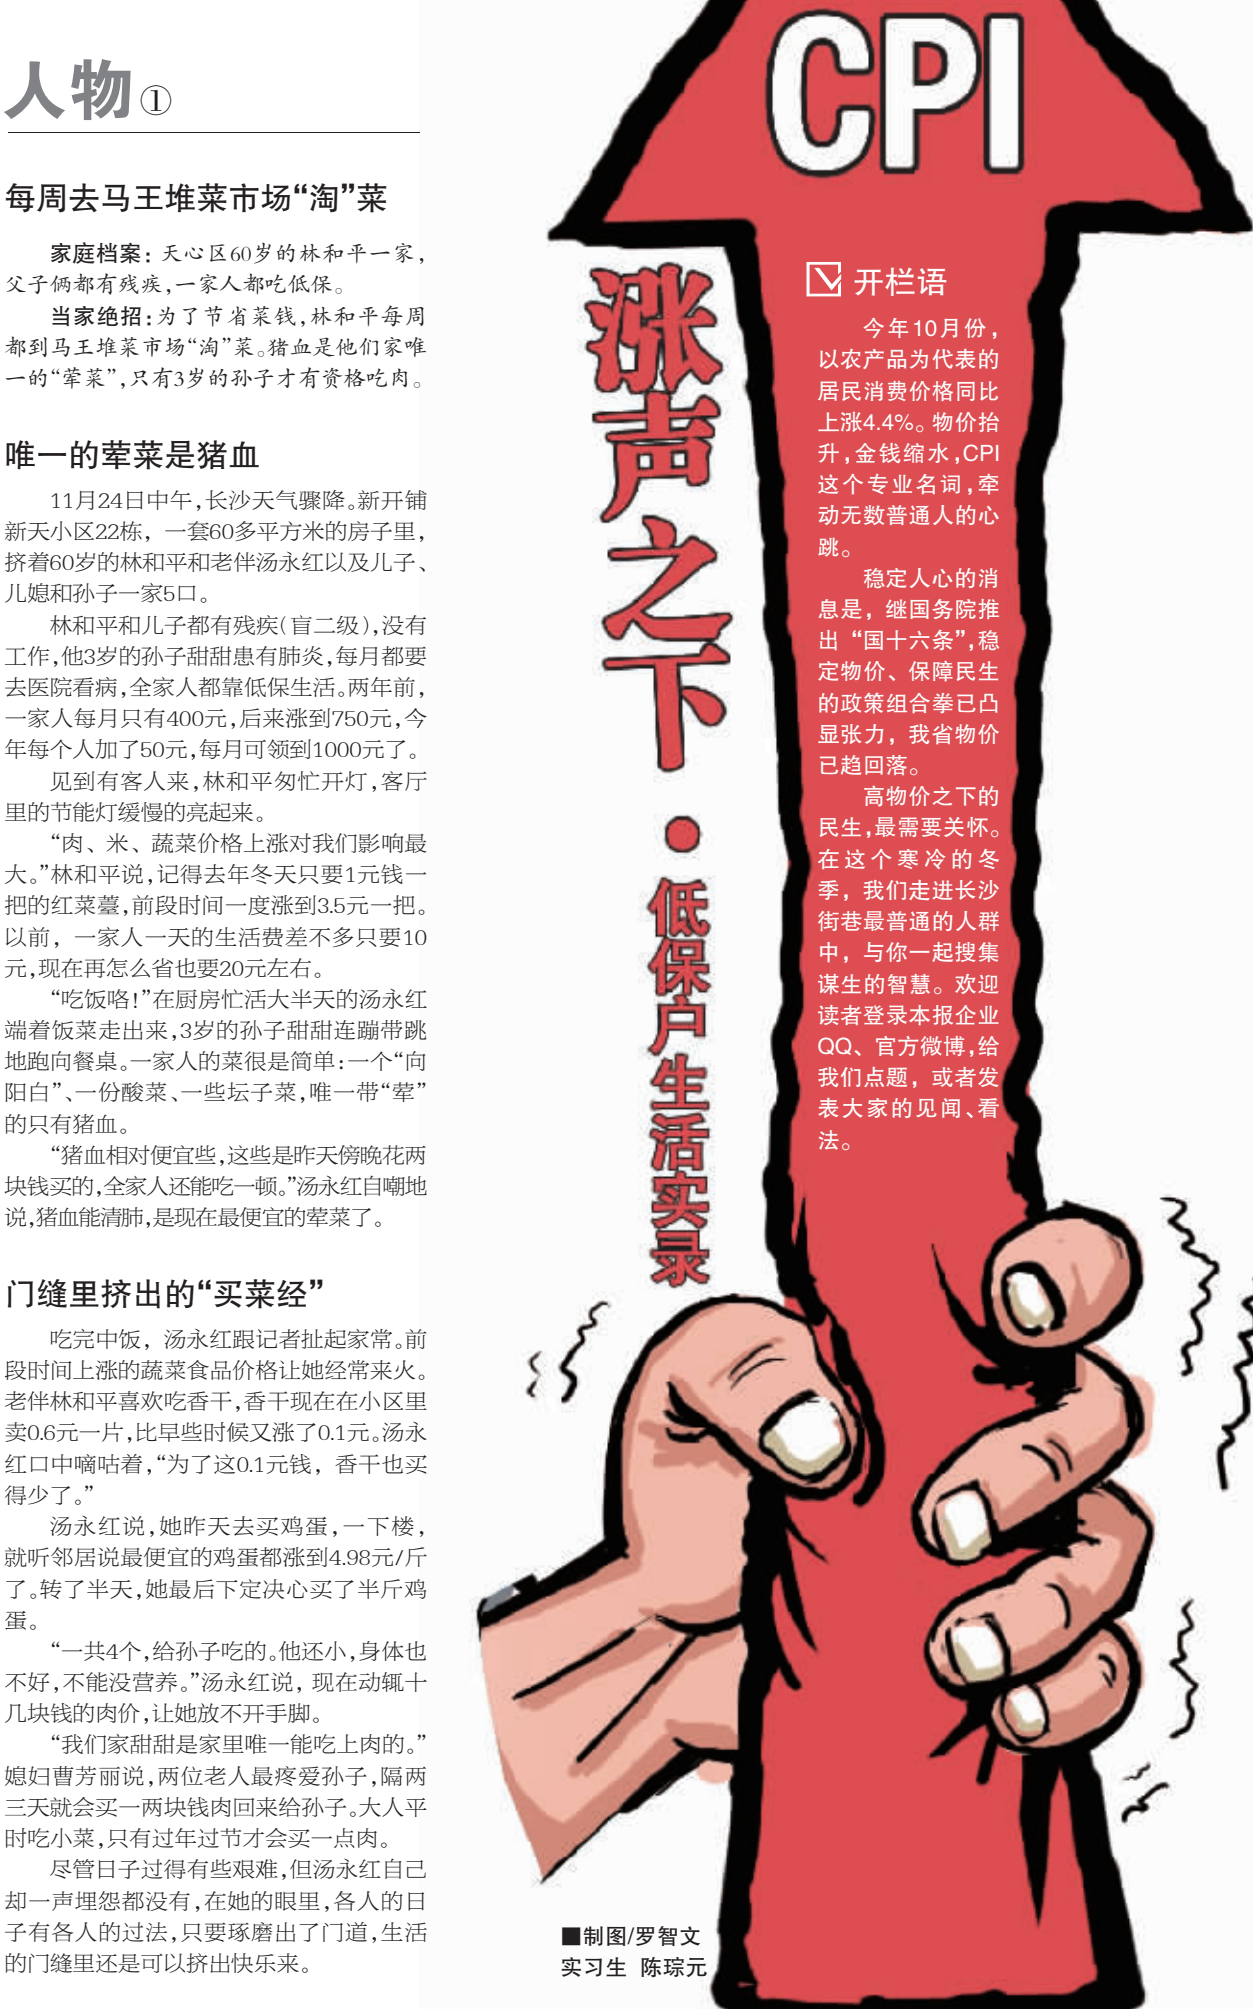 人物①
每周去马王堆菜市场“淘”菜
家庭档案：天心区60岁的林和平一家，
父子俩都有残疾，一家人都吃低保。
当家绝招：为了节省菜钱，林和平每周
都到马王堆菜市场“淘”菜。猪血是他们家唯
一的“荤菜”，只有3岁的孙子才有资格吃肉。
唯一的荤菜是猪血
11月24日中午，长沙天气骤降。新开铺
新天小区22栋，一套60多平方米的房子里，
挤着60岁的林和平和老伴汤永红以及儿子、
儿媳和孙子一家5口。
林和平和儿子都有残疾（盲二级），没有
工作，他3岁的孙子甜甜患有肺炎，每月都要
去医院看病，全家人都靠低保生活。两年前，
一家人每月只有400元，后来涨到750元，今
年每个人加了50元，每月可领到1000元了。
见到有客人来，林和平匆忙开灯，客厅
里的节能灯缓慢的亮起来。
“肉、米、蔬菜价格上涨对我们影响最
大。”林和平说，记得去年冬天只要1元钱一
把的红菜薹，前段时间一度涨到3.5元一把。
以前，一家人一天的生活费差不多只要10
元，现在再怎么省也要20元左右。
“吃饭咯！”在厨房忙活大半天的汤永红
端着饭菜走出来，3岁的孙子甜甜连蹦带跳
地跑向餐桌。一家人的菜很是简单：一个“向
阳白”、一份酸菜、一些坛子菜，唯一带“荤”
的只有猪血。
“猪血相对便宜些，这些是昨天傍晚花两
块钱买的，全家人还能吃一顿。”汤永红自嘲地
说，猪血能清肺，是现在最便宜的荤菜了。
门缝里挤出的“买菜经”
吃完中饭，汤永红跟记者扯起家常。前
段时间上涨的蔬菜食品价格让她经常来火。
老伴林和平喜欢吃香干，香干现在在小区里
卖0.6元一片，比早些时候又涨了0.1元。汤永
红口中嘀咕着，“为了这0.1元钱，香干也买
得少了。”
汤永红说，她昨天去买鸡蛋，一下楼，
就听邻居说最便宜的鸡蛋都涨到4.98元/斤
了。转了半天，她最后下定决心买了半斤鸡
蛋。
“一共4个，给孙子吃的。他还小，身体也
不好，不能没营养。”汤永红说，现在动辄十
几块钱的肉价，让她放不开手脚。
“我们家甜甜是家里唯一能吃上肉的。”
媳妇曹芳丽说，两位老人最疼爱孙子，隔两
三天就会买一两块钱肉回来给孙子。大人平
时吃小菜，只有过年过节才会买一点肉。
尽管日子过得有些艰难，但汤永红自己
却一声埋怨都没有，在她的眼里，各人的日
子有各人的过法，只要琢磨出了门道，生活
的门缝里还是可以挤出快乐来。
CPI
涨声之下·低保户生活实录
开栏语
今年10月份，
以农产品为代表的
居民消费价格同比
上涨4.4%。物价抬
升，金钱缩水，CPI
这个专业名词，牵
动无数普通人的心
跳。
稳定人心的消
息是，继国务院推
出“国十六条”，稳
定物价、保障民生
的政策组合拳已凸
显张力，我省物价
已趋回落。
高物价之下的
民生，最需要关怀。
在这个寒冷的冬
季，我们走进长沙
街巷最普通的人群
中，与你一起搜集
谋生的智慧。欢迎
读者登录本报企业
QQ、官方微博，给
我们点题，或者发
表大家的见闻、看
法。
■制图/罗智文
实习生 陈琮元